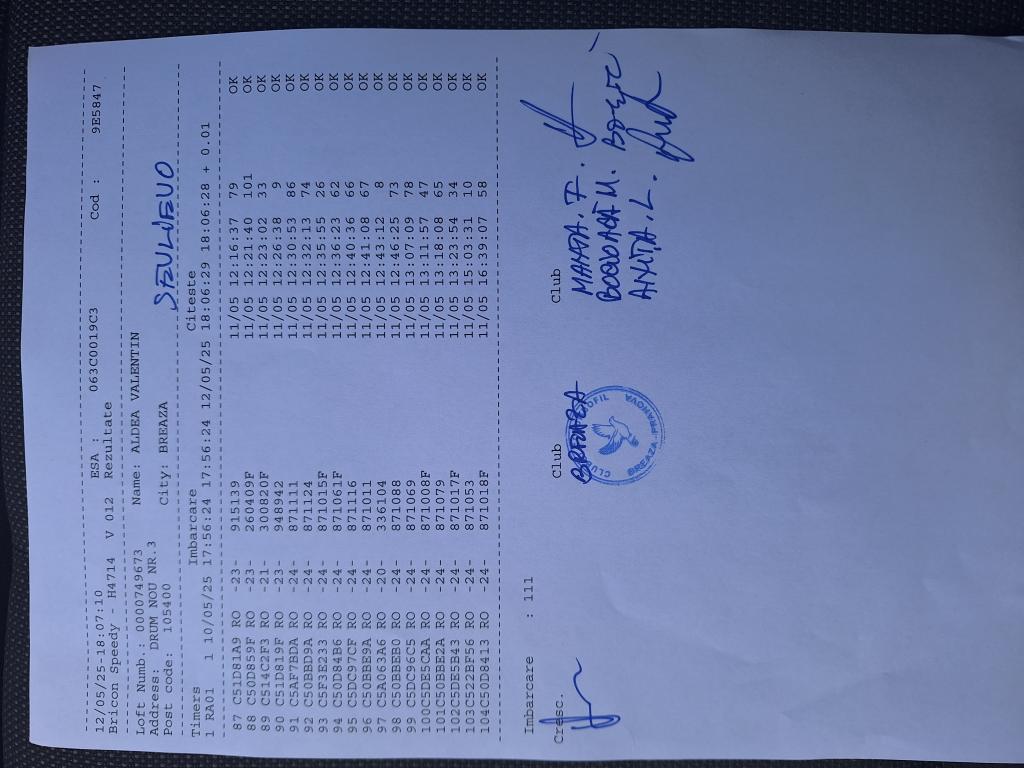 12/05/25-18:07:10 ESA : 063C0019C3 Cod : 9E5847
Bricon Speedy - H4714 V 012 Rezultate
Loft Numb.: 0000749673 Name: ALDEA VALENTIN
Address: DRUM NOU NR.3
Post code: 105400 City: BREAZA
Timers Imbarcare Citeste
1 RA01 1 10/05/25 17:56:24 17:56:24 12/05/25 18:06:29 18:06:28 + 0.01
87 C51D81A9 RO -23- 915139 11/05 12:16:37 79 OK
88 C50D859F RO -23- 260409F 11/05 12:21:40 101 OK
89 C514C2F3 RO -21- 300820F 11/05 12:23:02 33 OK
90 C51D819F RO -23- 948942 11/05 12:26:38 9 OK
91 C5AF7BDA RO -24- 871111 11/05 12:30:53 86 OK
92 C50BBD9A RO -24- 871124 11/05 12:32:13 74 OK
93 C5F3E233 RO -24- 871015F 11/05 12:35:55 26 OK
94 C50D84B6 RO -24- 871061F 11/05 12:36:23 62 OK
95 C5DC97CF RO -24- 871116 11/05 12:40:36 66 OK
96 C50BBE9A RO -24- 871011 11/05 12:41:08 67 OK
97 C2A063A6 RO -20- 336104 11/05 12:43:12 8 OK
98 C50BBEB0 RO -24- 871088 11/05 12:46:25 73 OK
99 C5DC96C5 RO -24- 871069 11/05 13:07:09 78 OK
100C5DE5CAA RO -24- 871008F 11/05 13:11:57 47 OK
101C50BBE2A RO -24- 871079 11/05 13:18:08 65 OK
102C5DE5B43 RO -24- 871017F 11/05 13:23:54 34 OK
103C522BF56 RO -24- 871053 11/05 15:03:31 10 OK
104C50D8413 RO -24- 871018F 11/05 16:39:07 58 OK
Imbarcare : 111
Cresc. Club Club
BREAZA
BREAZA PRAHOVA